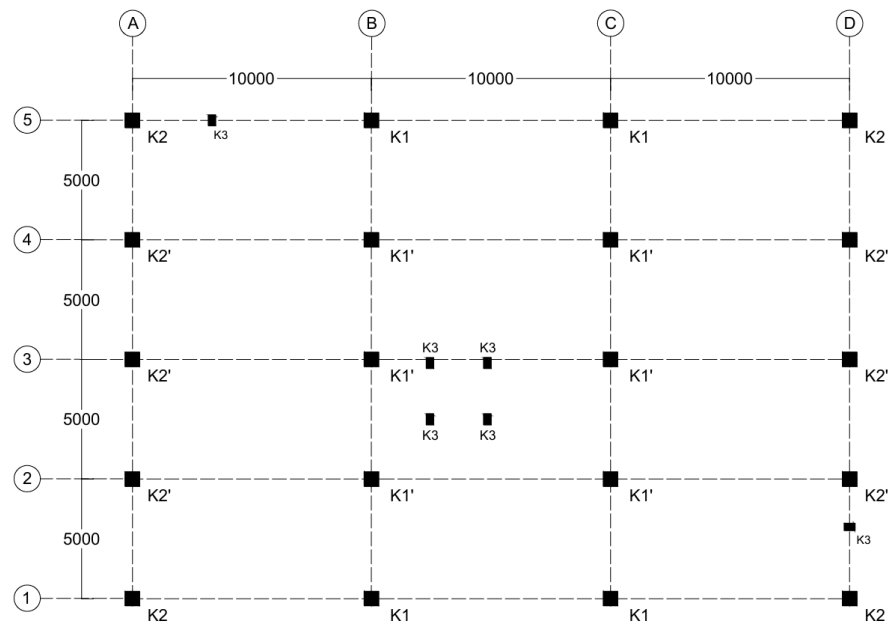 A B C D
10000 10000 10000
5
K2 K3 K1 K1 K2
5000
4
K2' K1' K1' K2'
5000
K3 K3
3
K2' K1' K1' K2'
5000
K3 K3
2
K2' K1' K1' K2'
5000
K3
1
K2 K1 K1 K2